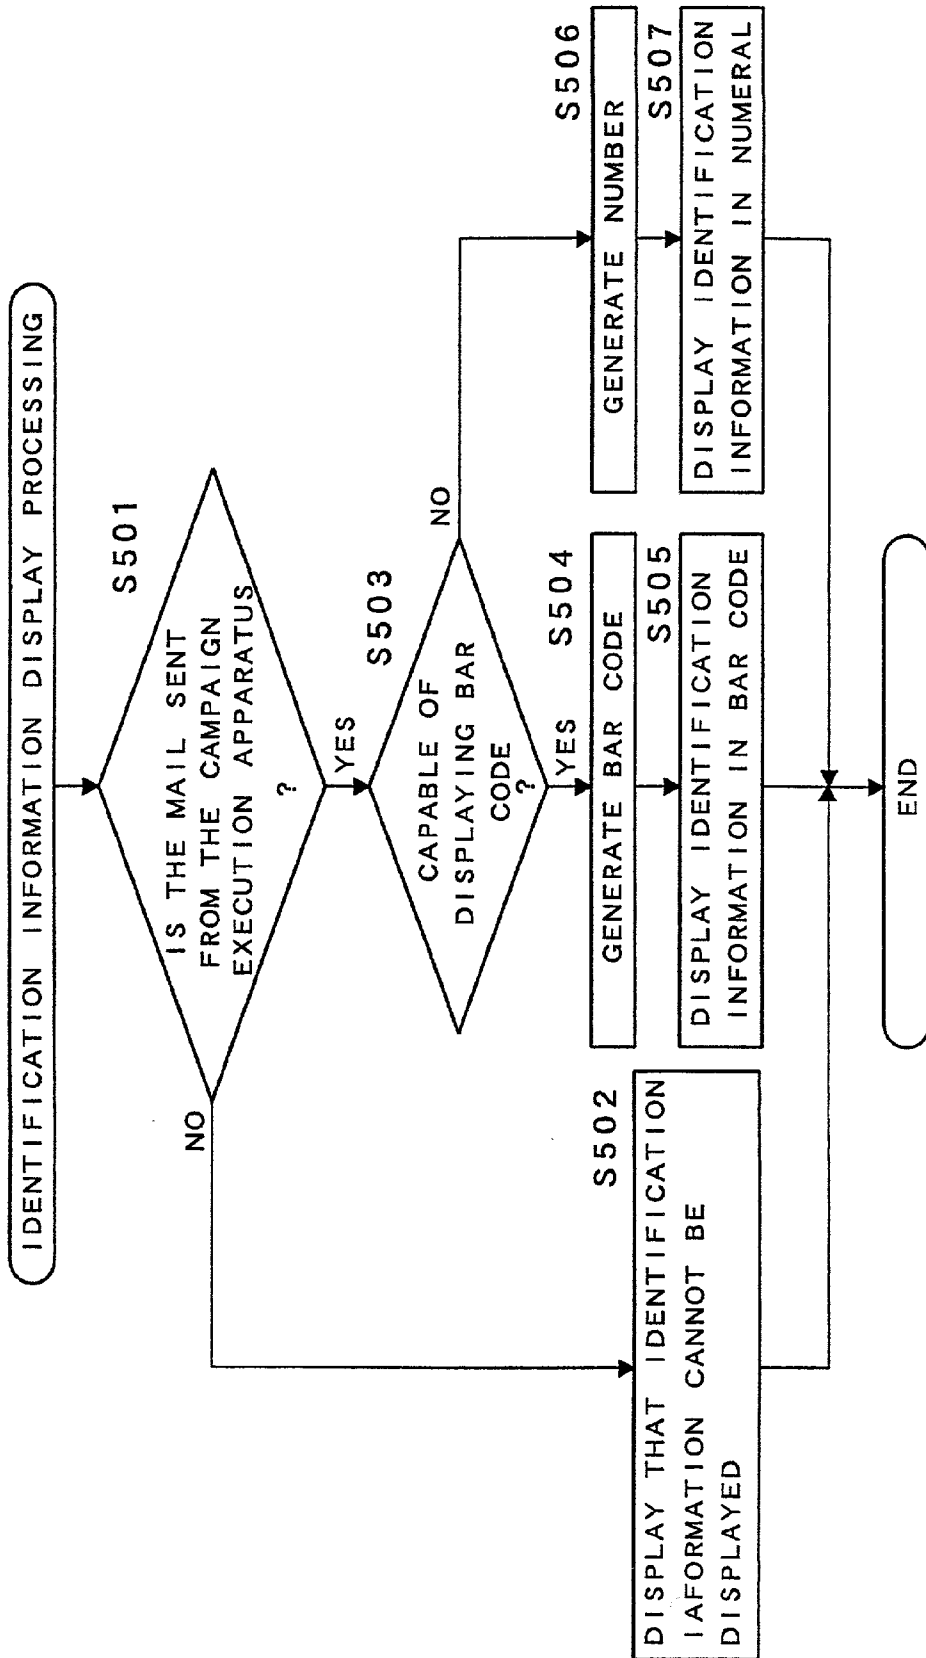 IDENTIFICATION INFORMATION DISPLAY PROCESSING
S501
IS THE MAIL SENT
FROM THE CAMPAIGN
EXECUTION APPARATUS
?
NO
YES
S503
CAPABLE OF
DISPLAYING BAR
CODE
?
NO
YES
S502
DISPLAY THAT IDENTIFICATION
IAFORMATION CANNOT BE
DISPLAYED
S504
GENERATE BAR CODE
S505
DISPLAY IDENTIFICATION
INFORMATION IN BAR CODE
S506
GENERATE NUMBER
S507
DISPLAY IDENTIFICATION
INFORMATION IN NUMERAL
END